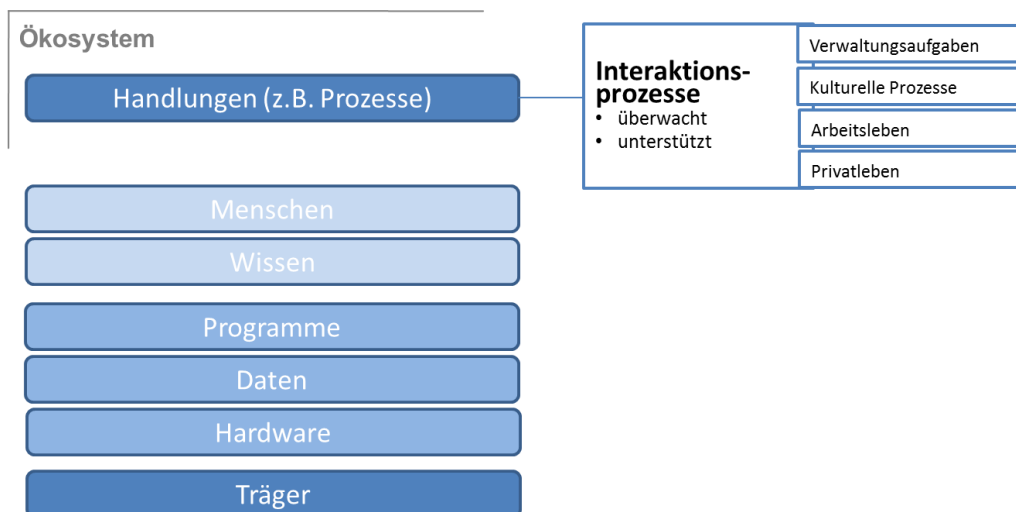 Ökosystem
Handlungen (z.B. Prozesse)
Interaktions-
prozesse
• überwacht
• unterstützt
Verwaltungsaufgaben
Kulturelle Prozesse
Arbeitsleben
Privatleben
Menschen
Wissen
Programme
Daten
Hardware
Träger